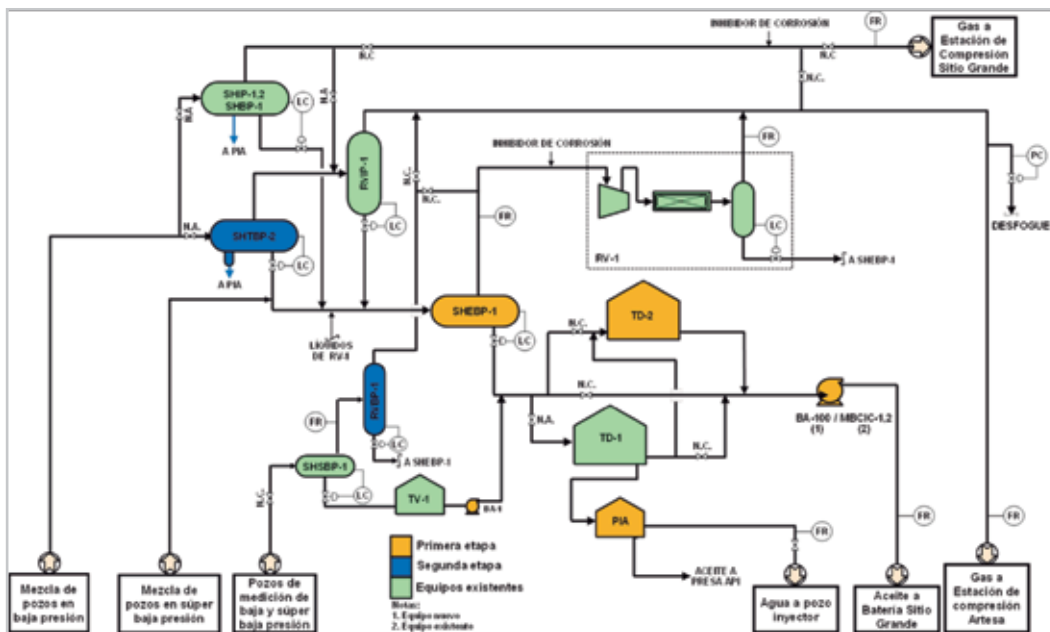 INHIBIDOR DE CORROSIÓN
FR
Gas a
Estación de
Compresión
Sitio Grande
N.C
N.C
N.C.
SHIP-1,2
SHBP-1
LC
N.A
N.A
A PIA
RVIP-1
LC
N.C.
N.C.
INHIBIDOR DE CORROSIÓN
FR
FR
PC
DESFOGUE
N.A.
SHTBP-2
LC
A PIA
LC
RV-1
A SHEBP-1
SHEBP-1
LC
LÍQUIDOS
DE RV-1
TD-2
N.C.
N.C.
N.A.
TD-1
N.C.
BA-100 / MBCIC-1,2
(1)
(2)
RVBP-1
FR
LC
A SHEBP-1
SHSBP-1
LC
N.C.
TV-1
BA-1
PIA
FR
FR
FR
ACEITE A
PRESA API
Primera etapa
Segunda etapa
Equipos existentes
Notas:
1. Equipo nuevo
2. Equipo existente
Mezcla de
pozos en
baja presión
Mezcla de
pozos en súper
baja presión
Pozos de
medición de
baja y súper
baja presión
Agua a pozo
inyector
Aceite a
Batería Sitio
Grande
Gas a
Estación de
compresión
Artesa